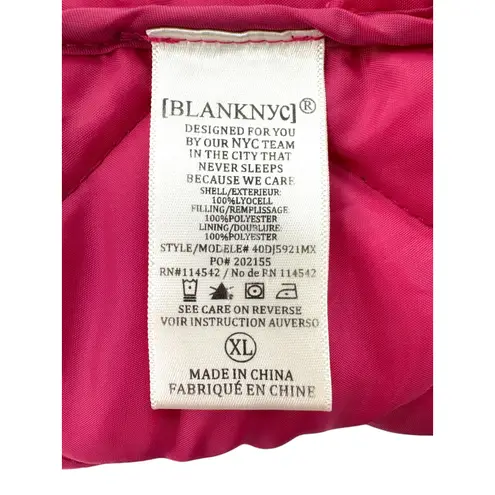 [BLANKNYC]®
DESIGNED FOR YOU
BY OUR NYC TEAM
IN THE CITY THAT
NEVER SLEEPS
BECAUSE WE CARE
SHELL/EXTERIEUR:
100%LYOCELL
FILLING/REMPLISSAGE:
100%POLYESTER
LINING/DOUBLURE:
100%POLYESTER
STYLE/MODELE# 40DJ5921MX
PO# 202155
RN#114542 / No de RN 114542
SEE CARE ON REVERSE
VOIR INSTRUCTION AUVERSO
XL
MADE IN CHINA
FABRIQUÉ EN CHINE